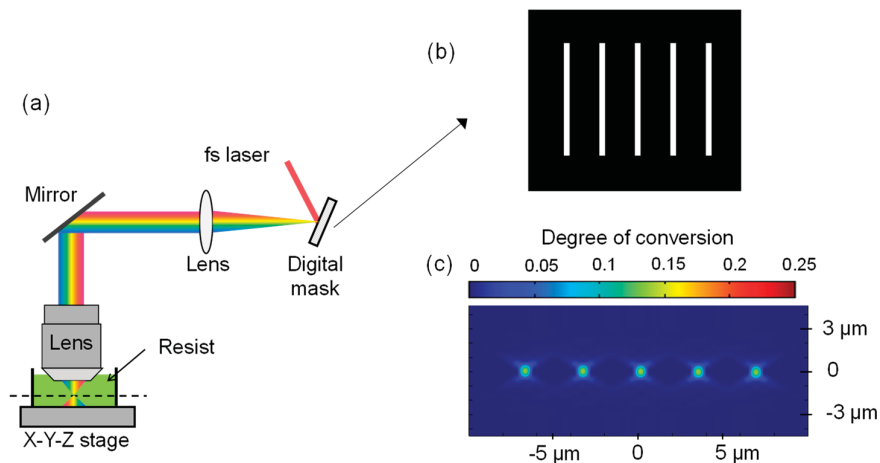 (a)
fs laser
Mirror
Lens
Digital
mask
Lens
Resist
X-Y-Z stage
(b)
(c)
Degree of conversion
0 0.05 0.1 0.15 0.2 0.25
3 µm
0
-3 µm
-5 µm 0 5 µm